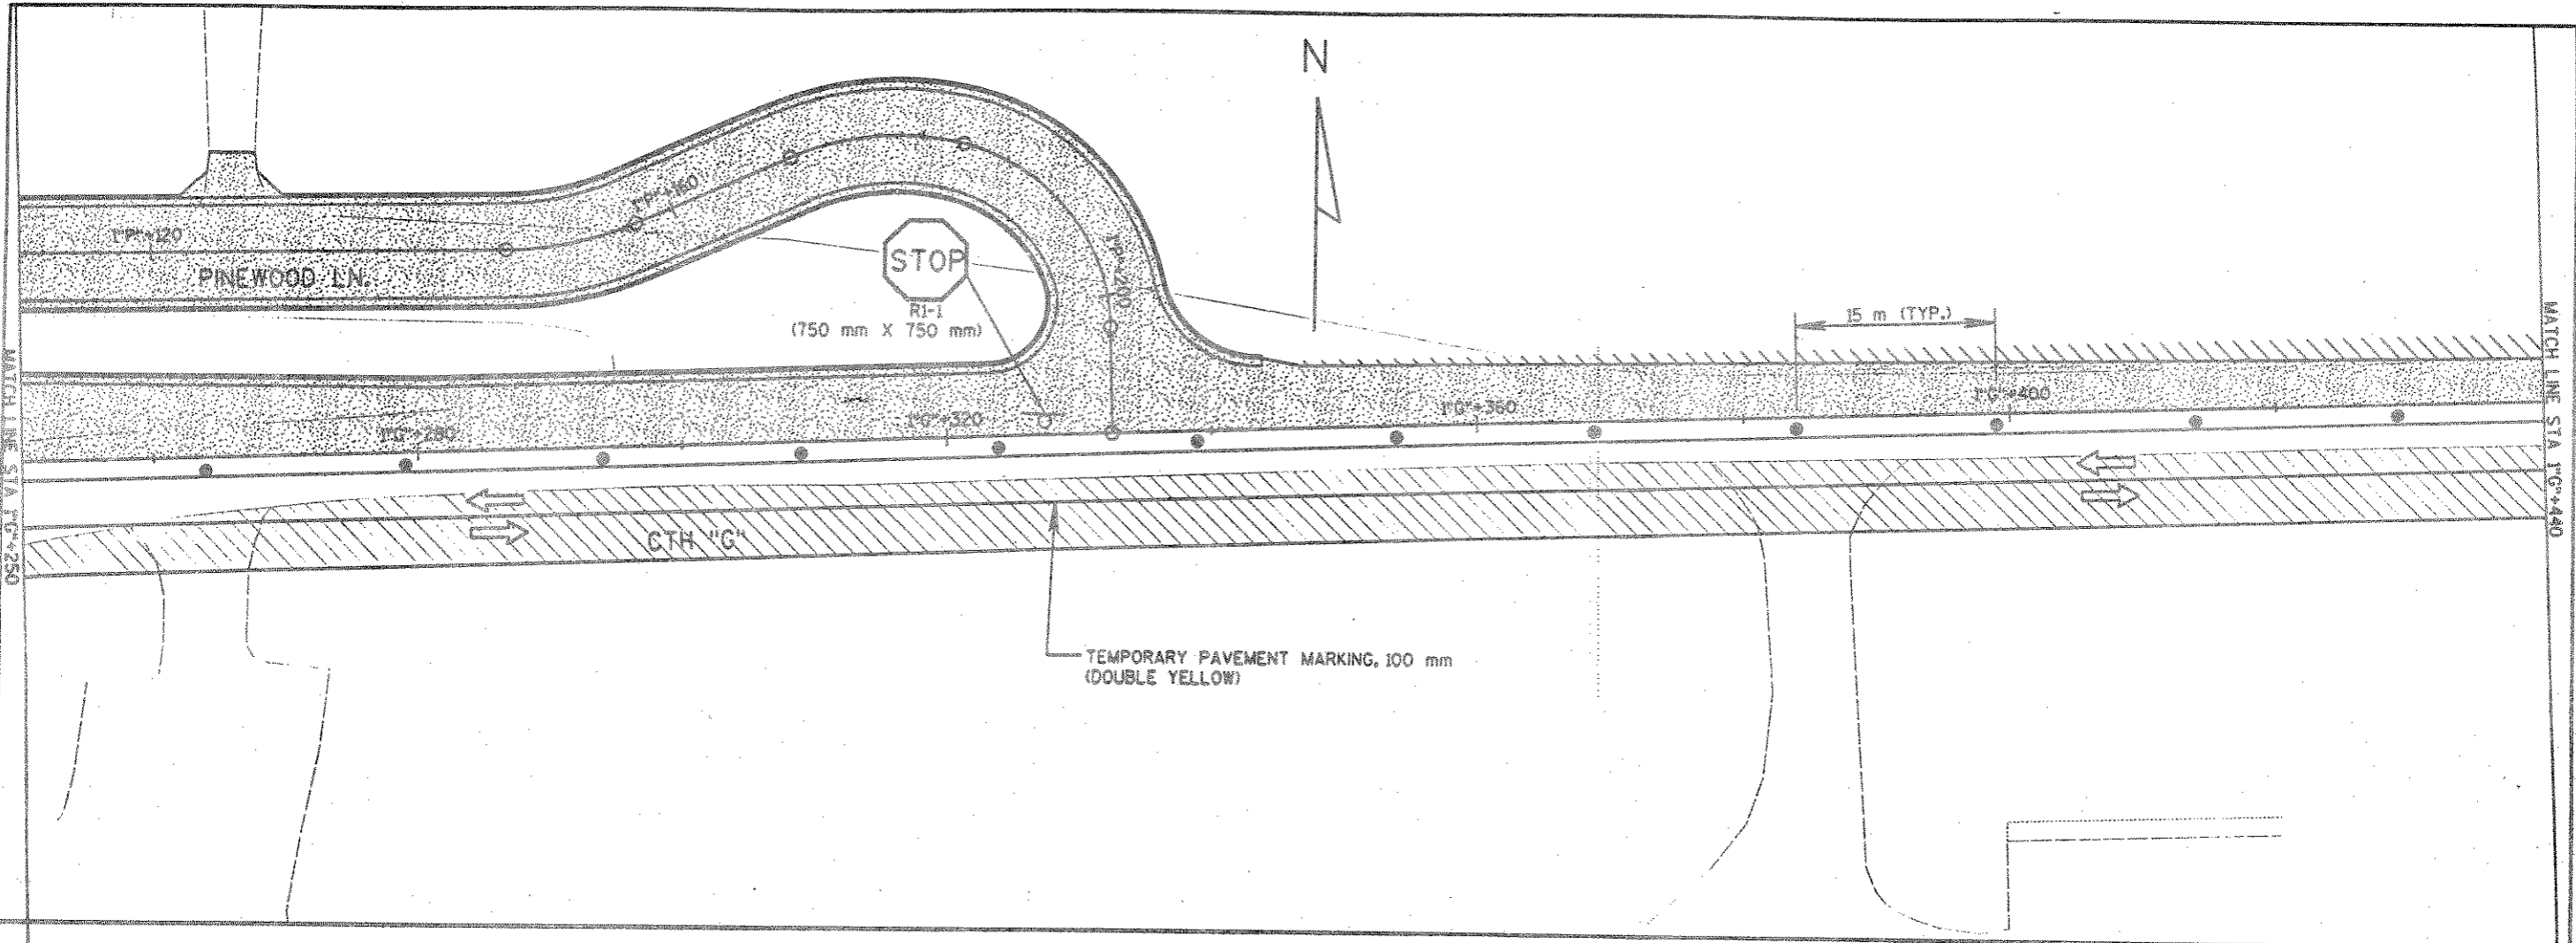 N
1"P"+120
1"P"+160
1"P"+200
PINEWOOD LN.
STOP
R1-1
(750 mm X 750 mm)
15 m (TYP.)
1"G"+280
1"G"+320
1"G"+360
1"G"+400
CTH "G"
TEMPORARY PAVEMENT MARKING, 100 mm
(DOUBLE YELLOW)
MATCH LINE STA 1"G"+250
MATCH LINE STA 1"G"+440